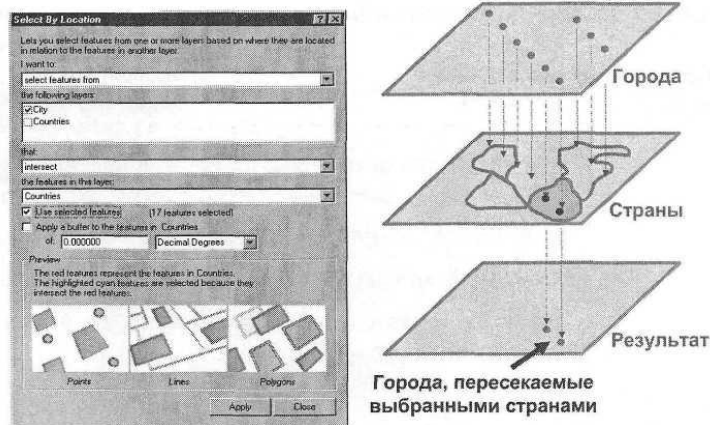 Select By Location
Lets you select features from one or more layers based on where they are located
in relation to the features in another layer.
I want to:
select features from
the following layers:
City
Countries
that:
intersect
the features in this layer:
Countries
Use selected features (17 features selected)
Apply a buffer to the features in Countries
of: 0.000000 Decimal Degrees
Preview
The red features represent the features in Countries.
The highlighted cyan features are selected because they
intersect the red features.
Points Lines Polygons
Apply Close
Города
Страны
Результат
Города, пересекаемые
выбранными странами